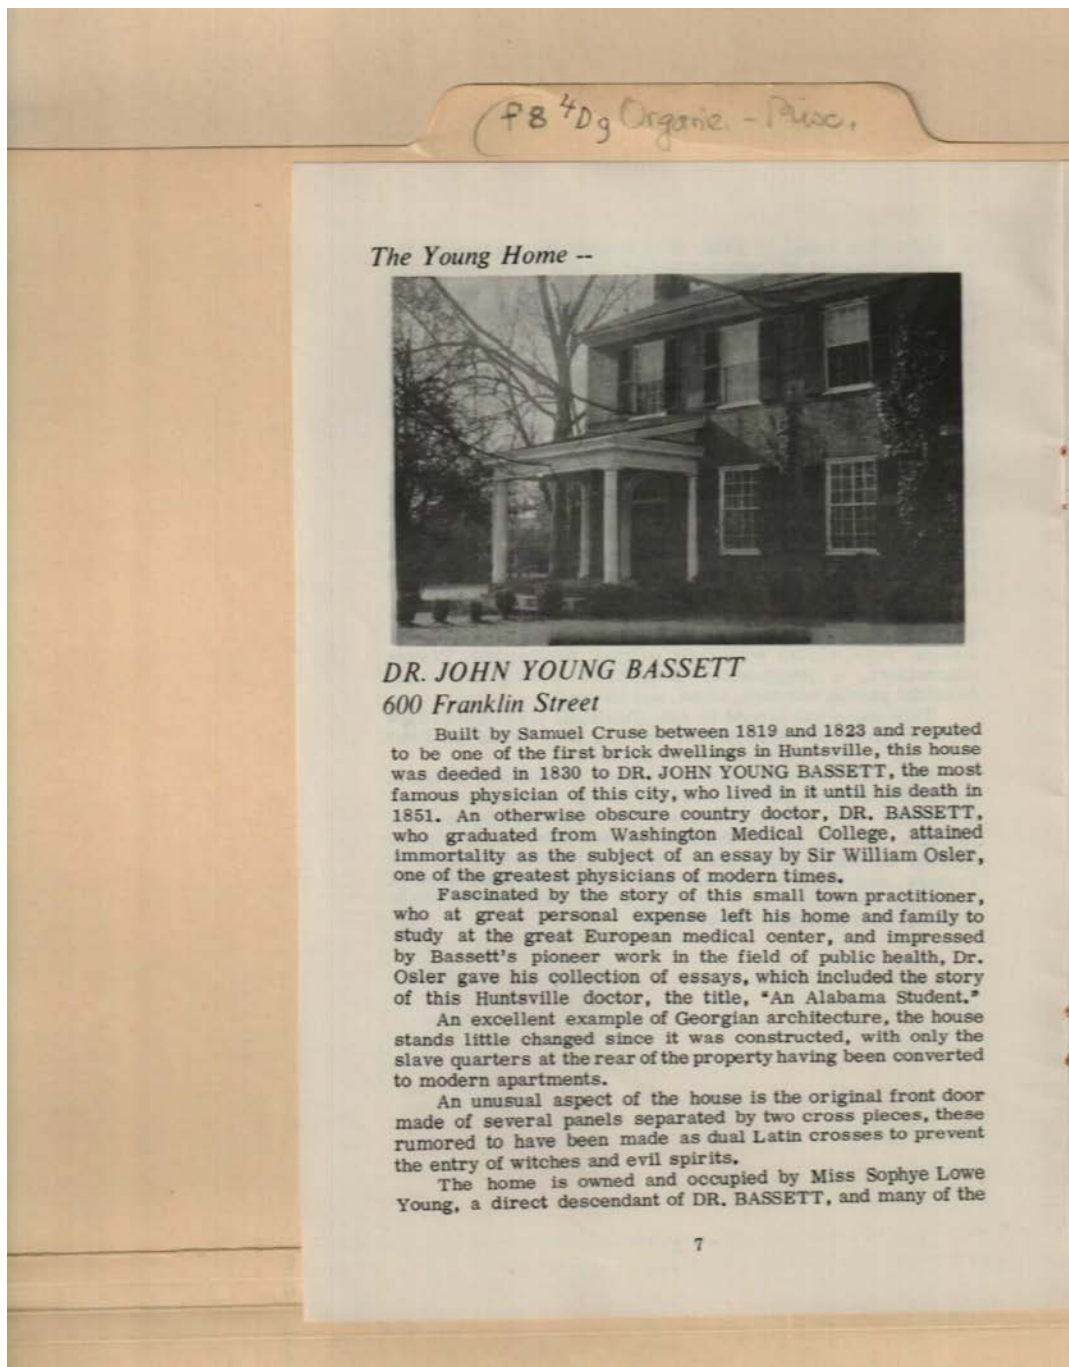 The Young Home --
DR. JOHN YOUNG BASSETT
600 Franklin Street
Built by Samuel Cruse between 1819 and 1823 and reputed
to be one of the first brick dwellings in Huntsville, this house
was deeded in 1830 to DR. JOHN YOUNG BASSETT, the most
famous physician of this city, who lived in it until his death in
1851. An otherwise obscure country doctor, DR. BASSETT,
who graduated from Washington Medical College, attained
immortality as the subject of an essay by Sir William Osler,
one of the greatest physicians of modern times.
Fascinated by the story of this small town practitioner,
who at great personal expense left his home and family to
study at the great European medical center, and impressed
by Bassett's pioneer work in the field of public health, Dr.
Osler gave his collection of essays, which included the story
of this Huntsville doctor, the title, "An Alabama Student."
An excellent example of Georgian architecture, the house
stands little changed since it was constructed, with only the
slave quarters at the rear of the property having been converted
to modern apartments.
An unusual aspect of the house is the original front door
made of several panels separated by two cross pieces, these
rumored to have been made as dual Latin crosses to prevent
the entry of witches and evil spirits.
The home is owned and occupied by Miss Sophye Lowe
Young, a direct descendant of DR. BASSETT, and many of the
7